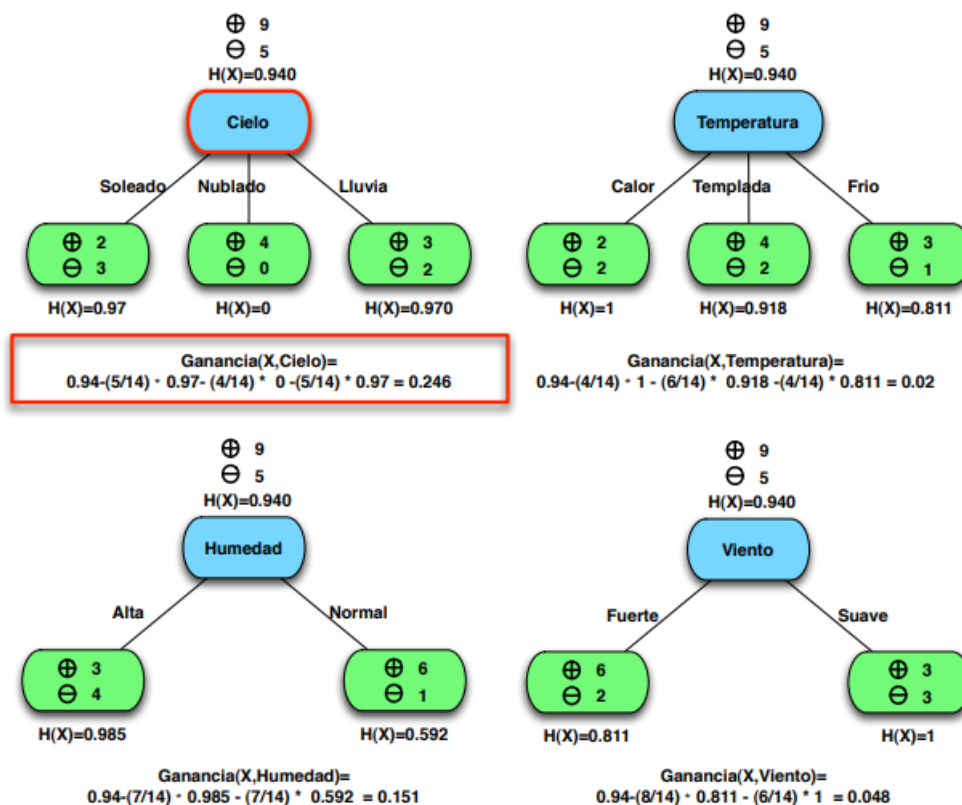 ⊕ 9
⊖ 5
H(X)=0.940
Cielo
Soleado Nublado Lluvia
⊕ 2 ⊕ 4 ⊕ 3
⊖ 3 ⊖ 0 ⊖ 2
H(X)=0.97 H(X)=0 H(X)=0.970
Ganancia(X,Cielo)=
0.94-(5/14) * 0.97- (4/14) * 0 -(5/14) * 0.97 = 0.246
⊕ 9
⊖ 5
H(X)=0.940
Temperatura
Calor Templada Frio
⊕ 2 ⊕ 4 ⊕ 3
⊖ 2 ⊖ 2 ⊖ 1
H(X)=1 H(X)=0.918 H(X)=0.811
Ganancia(X,Temperatura)=
0.94-(4/14) * 1 - (6/14) * 0.918 -(4/14) * 0.811 = 0.02
⊕ 9
⊖ 5
H(X)=0.940
Humedad
Alta Normal
⊕ 3 ⊕ 6
⊖ 4 ⊖ 1
H(X)=0.985 H(X)=0.592
Ganancia(X,Humedad)=
0.94-(7/14) * 0.985 - (7/14) * 0.592 = 0.151
⊕ 9
⊖ 5
H(X)=0.940
Viento
Fuerte Suave
⊕ 6 ⊕ 3
⊖ 2 ⊖ 3
H(X)=0.811 H(X)=1
Ganancia(X,Viento)=
0.94-(8/14) * 0.811 - (6/14) * 1 = 0.048